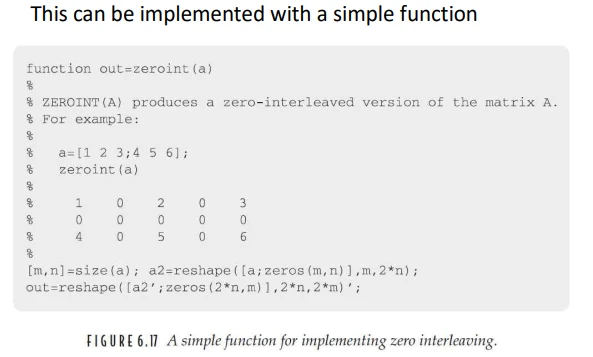 This can be implemented with a simple function
function out=zeroint(a)
%
% ZEROINT(A) produces a zero-interleaved version of the matrix A.
% For example:
%
%   a=[1 2 3;4 5 6];
%   zeroint(a)
%
%     1    0    2    0    3
%     0    0    0    0    0
%     4    0    5    0    6
%
[m,n]=size(a); a2=reshape([a;zeros(m,n)],m,2*n);
out=reshape([a2';zeros(2*n,m)],2*n,2*m)';
FIGURE 6.17 A simple function for implementing zero interleaving.